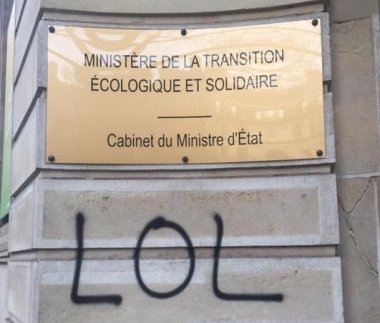 MINISTÈRE DE LA TRANSITION
ÉCOLOGIQUE ET SOLIDAIRE
Cabinet du Ministre d'État
LOL